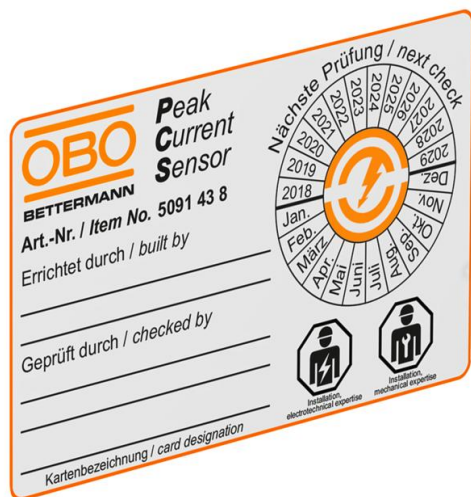 OBO
BETTERMANN
Peak
Current
Sensor
Art.-Nr. / Item No. 5091 43 8
Errichtet durch / built by
Geprüft durch / checked by
Kartenbezeichnung / card designation
Nächste Prüfung / next check
2018
2019
2020
2021
2022
2023
2024
2025
2026
2027
2028
2029
Dez.
Nov.
Okt.
Sep
Aug
Juli
Juni
Mai
Apr.
März
Feb.
Jan.
Installation,
electrotechnical expertise
Installation,
mechanical expertise